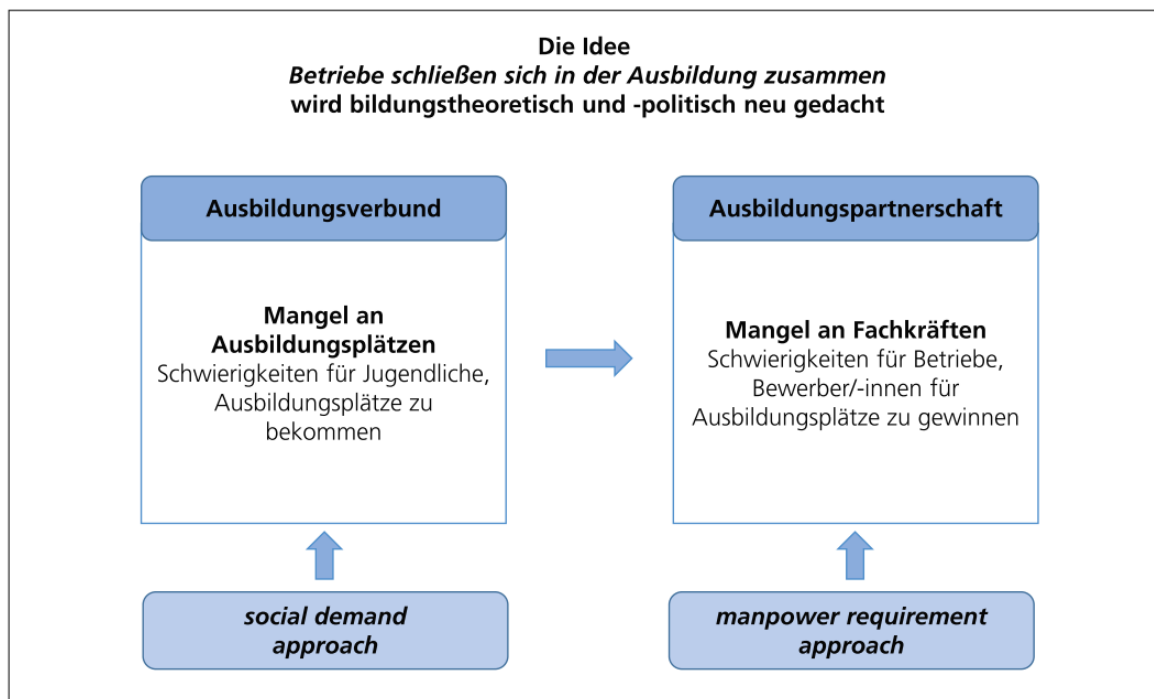 Die Idee
Betriebe schließen sich in der Ausbildung zusammen
wird bildungstheoretisch und -politisch neu gedacht
Ausbildungsverbund
Mangel an
Ausbildungsplätzen
Schwierigkeiten für Jugendliche,
Ausbildungsplätze zu
bekommen
social demand
approach
Ausbildungspartnerschaft
Mangel an Fachkräften
Schwierigkeiten für Betriebe,
Bewerber/-innen für
Ausbildungsplätze zu gewinnen
manpower requirement
approach